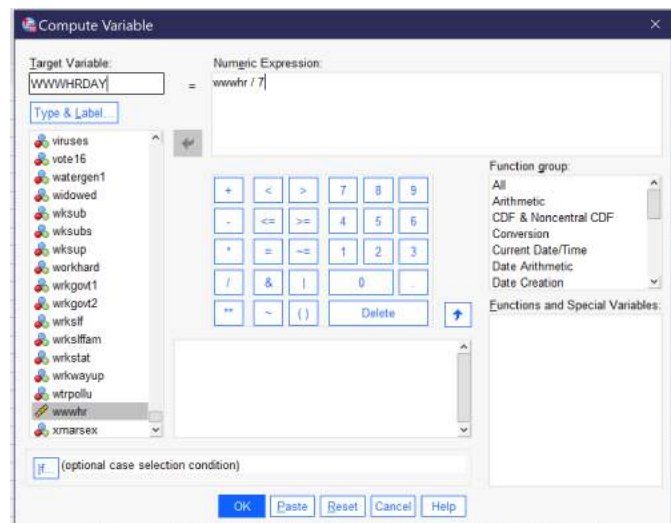 Compute Variable
Target Variable:
WWWHRDAY
=
Numeric Expression:
wwwhr / 7
Type & Label...
viruses
vote16
watergen1
widowed
wksub
wksubs
wksup
workhard
wrkgovt1
wrkgovt2
wrkslf
wrkslffam
wrkstat
wrkwayup
wtrpollu
wwwhr
xmarsex
+ < > 7 8 9
- <= >= 4 5 6
* = ~= 1 2 3
/ & | 0 .
** ~ ( ) Delete
Function group:
All
Arithmetic
CDF & Noncentral CDF
Conversion
Current Date/Time
Date Arithmetic
Date Creation
Functions and Special Variables:
If... (optional case selection condition)
OK Paste Reset Cancel Help